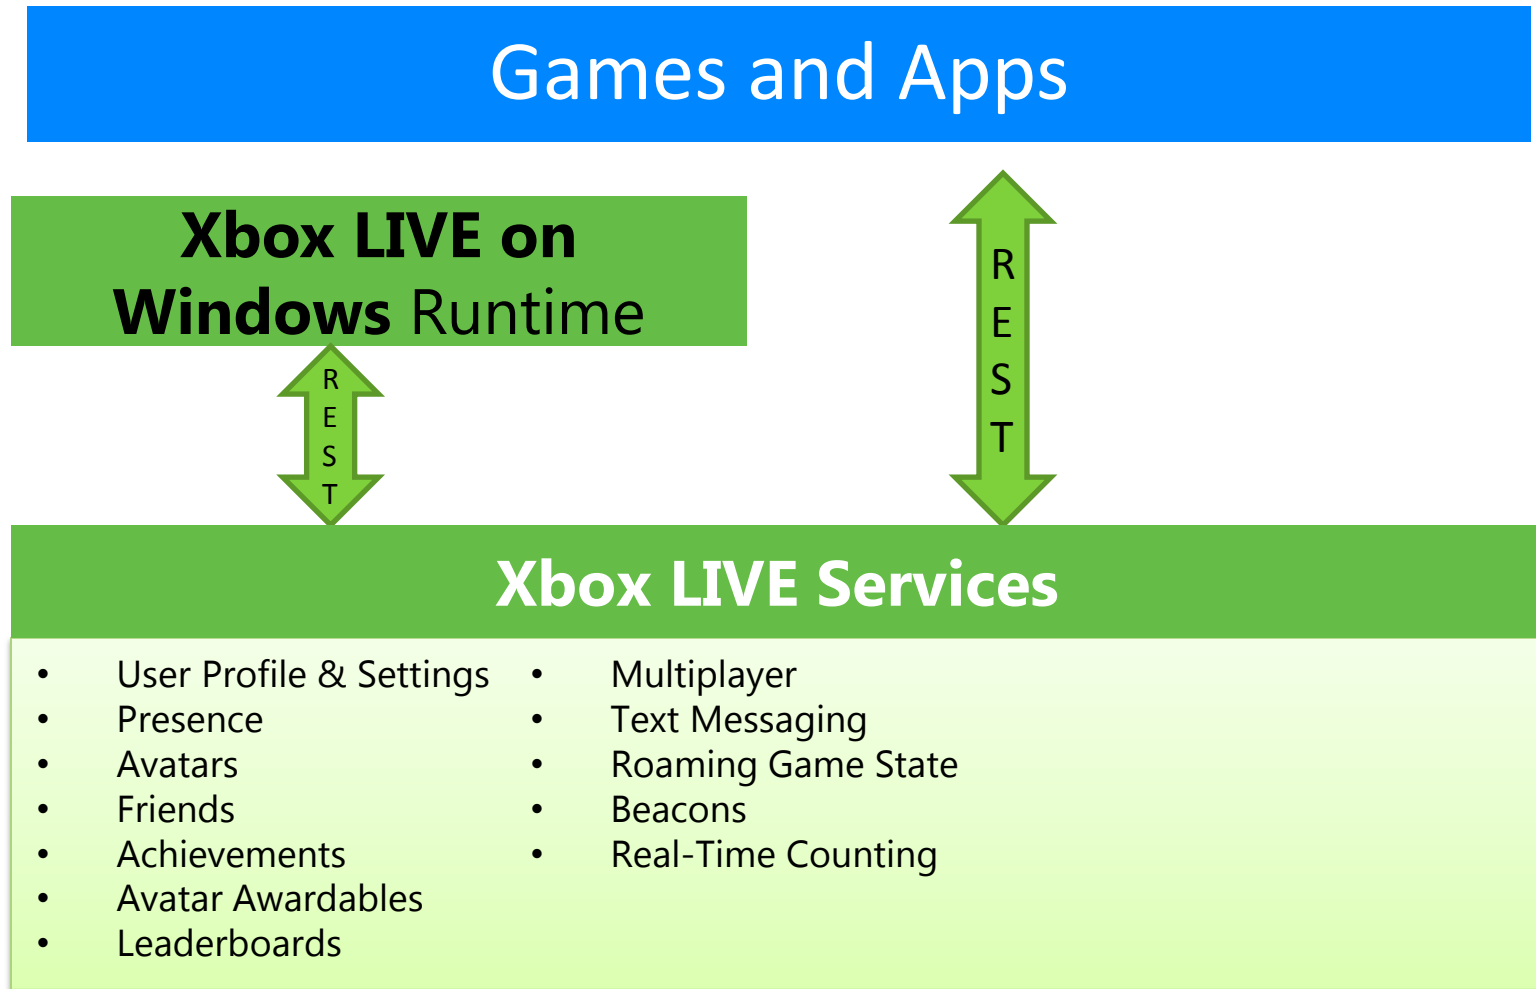 Games and Apps
Xbox LIVE on
Windows Runtime
R
E
S
T
R
E
S
T
Xbox LIVE Services
• User Profile & Settings
• Presence
• Avatars
• Friends
• Achievements
• Avatar Awardables
• Leaderboards
• Multiplayer
• Text Messaging
• Roaming Game State
• Beacons
• Real-Time Counting